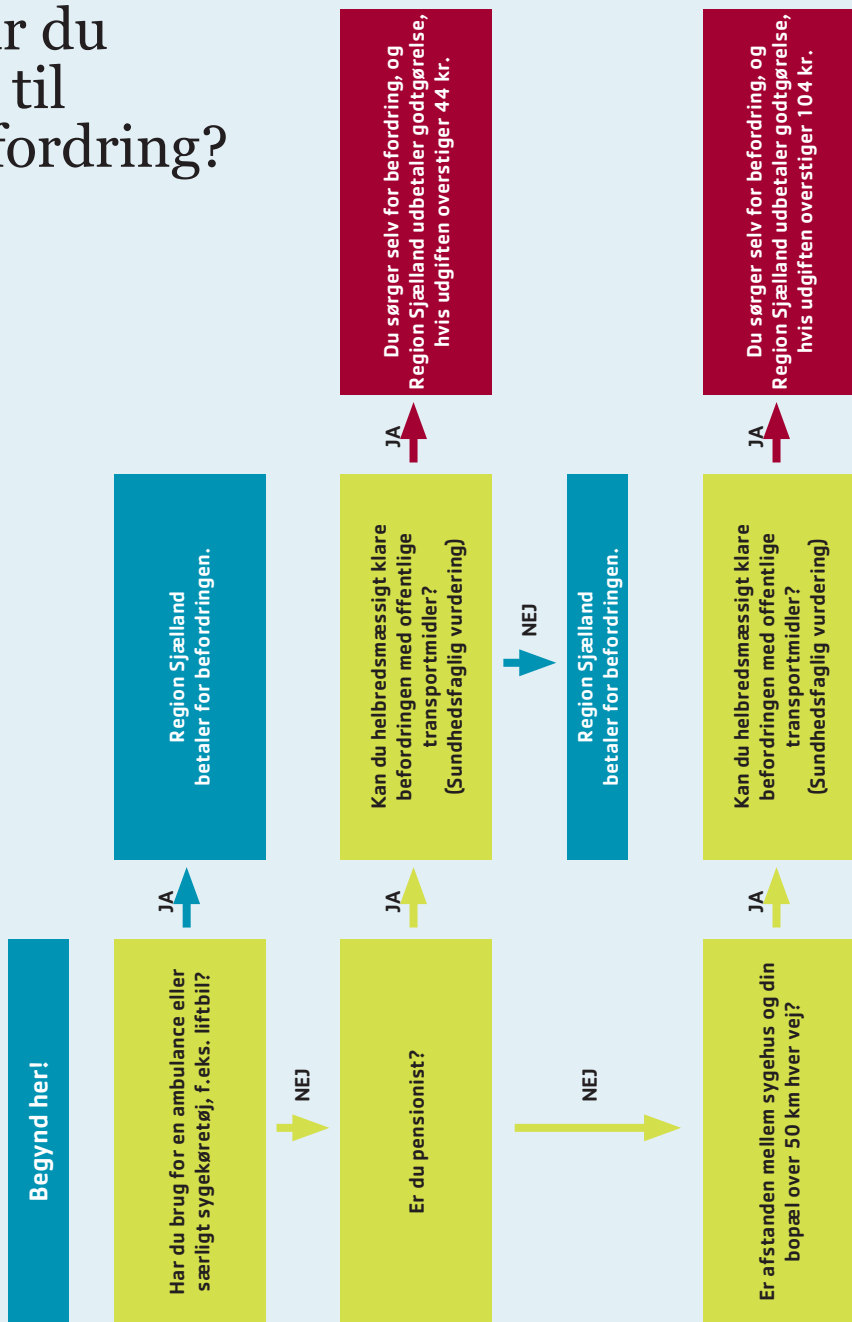 ar du
til
fordring?
Begynd her!
Har du brug for en ambulance eller
særligt sygekøretøj, f.eks. liftbil?
JA
Region Sjælland
betaler for befordringen.
NEJ
Er du pensionist?
JA
Kan du helbredsmæssigt klare
befordringen med offentlige
transportmidler?
(Sundhedsfaglig vurdering)
JA
Du sørger selv for befordring, og
Region Sjælland udbetaler godtgørelse,
hvis udgiften overstiger 44 kr.
NEJ
Region Sjælland
betaler for befordringen.
NEJ
Er afstanden mellem sygehus og din
bopæl over 50 km hver vej?
JA
Kan du helbredsmæssigt klare
befordringen med offentlige
transportmidler?
(Sundhedsfaglig vurdering)
JA
Du sørger selv for befordring, og
Region Sjælland udbetaler godtgørelse,
hvis udgiften overstiger 104 kr.